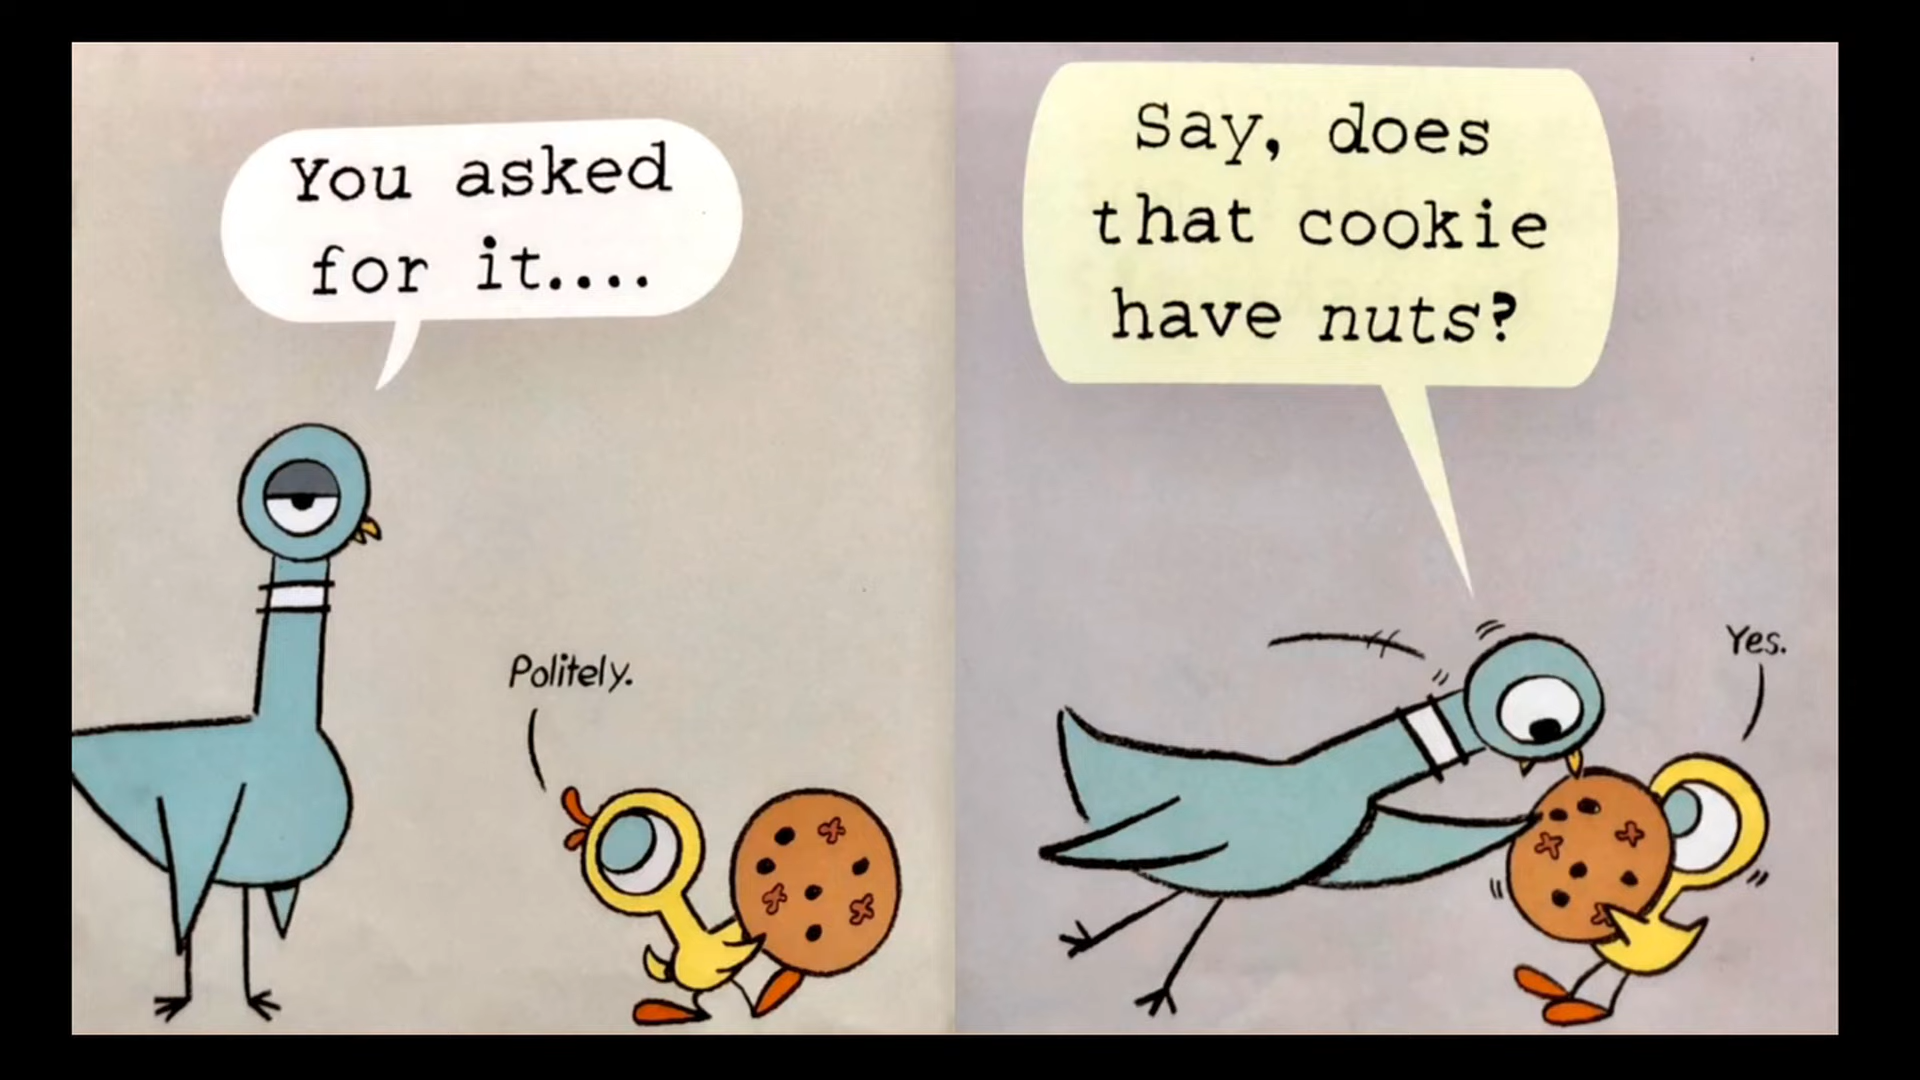 You asked
for it....
Politely.
Say, does
that cookie
have nuts?
Yes.